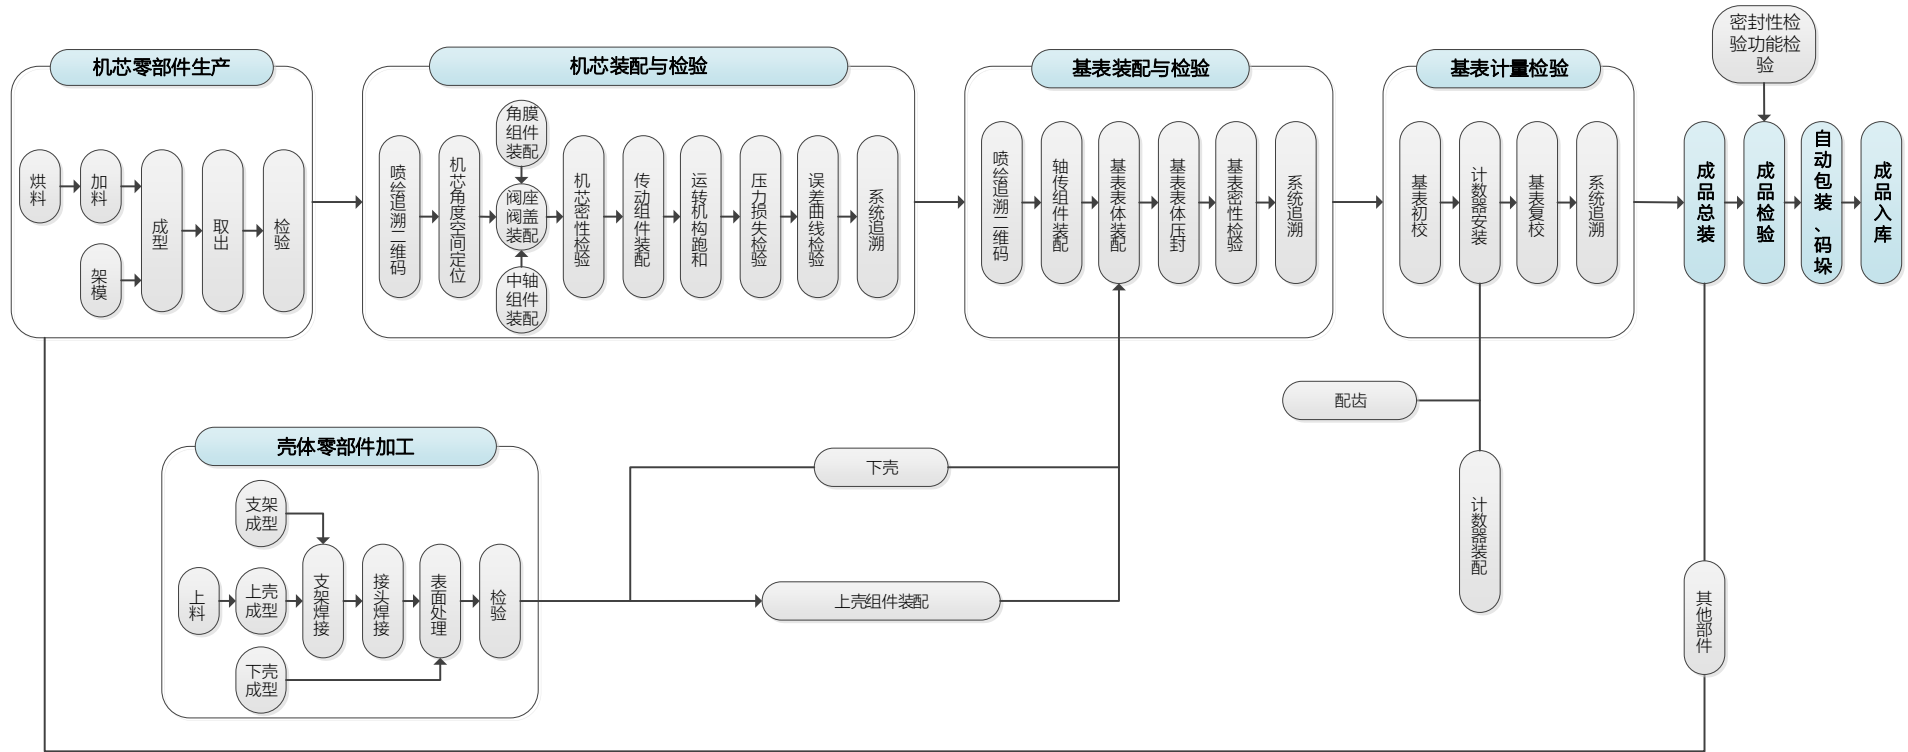 机芯零部件生产
烘料
加料
架模
成型
取出
检验
机芯装配与检验
喷绘追溯二维码
机芯角度空间定位
角膜
组件
装配
阀座
阀盖
装配
中轴
组件
装配
机芯密性检验
传动组件装配
运转机构跑和
压力损失检验
误差曲线检验
系统追溯
基表装配与检验
喷绘追溯二维码
轴传组件装配
基表表体装配
基表表体压封
基表密性检验
系统追溯
基表计量检验
基表初校
计数器安装
基表复校
系统追溯
密封性检
验功能检
验
成品总装
成品检验
自动包装、码垛
成品入库
配齿
计数器装配
其他部件
壳体零部件加工
上料
支架
成型
上壳
成型
下壳
成型
支架焊接
接头焊接
表面处理
检验
下壳
上壳组件装配